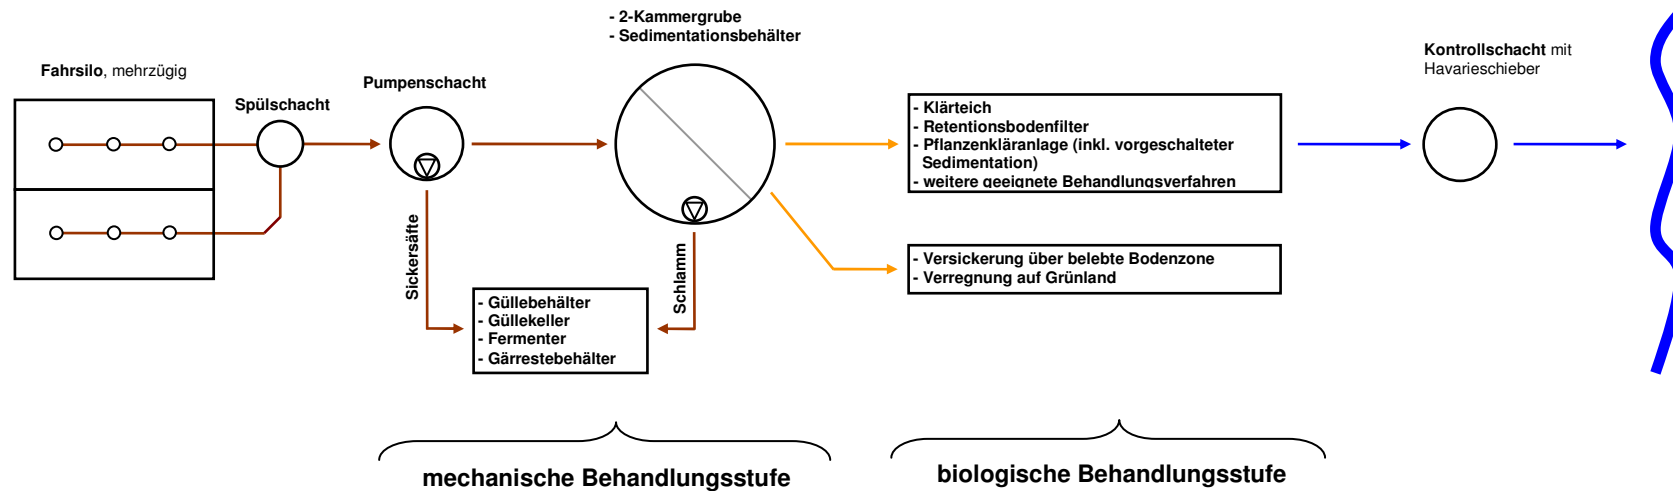 - 2-Kammergrube
- Sedimentationsbehälter
Fahrsilo, mehrzügig
Spülschacht
Pumpenschacht
Kontrollschacht mit
Havarieschieber
- Klärteich
- Retentionsbodenfilter
- Pflanzenkläranlage (inkl. vorgeschalteter
Sedimentation)
- weitere geeignete Behandlungsverfahren
Sickersäfte
Schlamm
- Versickerung über belebte Bodenzone
- Verregnung auf Grünland
- Güllebehälter
- Güllekeller
- Fermenter
- Gärrestebehälter
mechanische Behandlungsstufe
biologische Behandlungsstufe